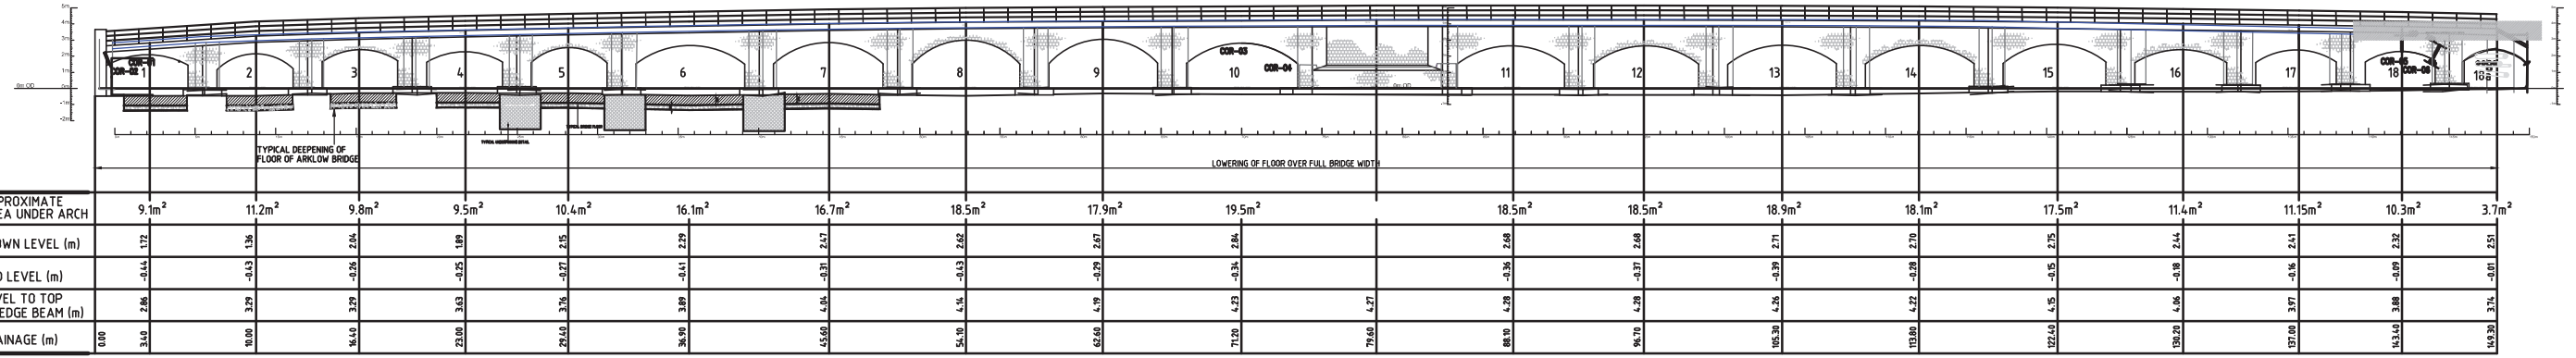 5m
4m
3m
2m
1m
0m
-1m
-2m
0m OD
COR-01
COR-02
1
2
3
4
5
6
7
8
9
10
COR-03
COR-04
0m OD
11
12
13
14
15
16
17
18
COR-05
COR-06
18
TYPICAL DEEPENING OF
FLOOR OF ARKLOW BRIDGE
TYPICAL UNDERPINNING DETAIL
TYPICAL BRIDGE FLOOR
LOWERING OF FLOOR OVER FULL BRIDGE WIDTH
PROXIMATE
EA UNDER ARCH
9.1m² 11.2m² 9.8m² 9.5m² 10.4m² 16.1m² 16.7m² 18.5m² 17.9m² 19.5m² 18.5m² 18.5m² 18.9m² 18.1m² 17.5m² 11.4m² 11.15m² 10.3m² 3.7m²
OWN LEVEL (m) 1.72 1.36 2.04 1.89 2.15 2.29 2.47 2.62 2.67 2.84 2.68 2.68 2.71 2.70 2.75 2.44 2.41 2.32 2.51
D LEVEL (m) -0.44 -0.43 -0.26 -0.25 -0.27 -0.41 -0.31 -0.43 -0.29 -0.34 -0.36 -0.37 -0.39 -0.28 -0.15 -0.18 -0.16 -0.09 -0.01
VEL TO TOP
EDGE BEAM (m) 2.86 3.29 3.29 3.63 3.76 3.89 4.04 4.14 4.19 4.23 4.27 4.28 4.28 4.26 4.22 4.15 4.06 3.97 3.88 3.74
AINAGE (m) 0.00 3.40 10.00 16.40 23.00 29.40 36.90 45.60 54.10 62.60 71.20 79.60 88.10 96.70 105.30 113.80 122.40 130.20 137.00 143.40 149.30